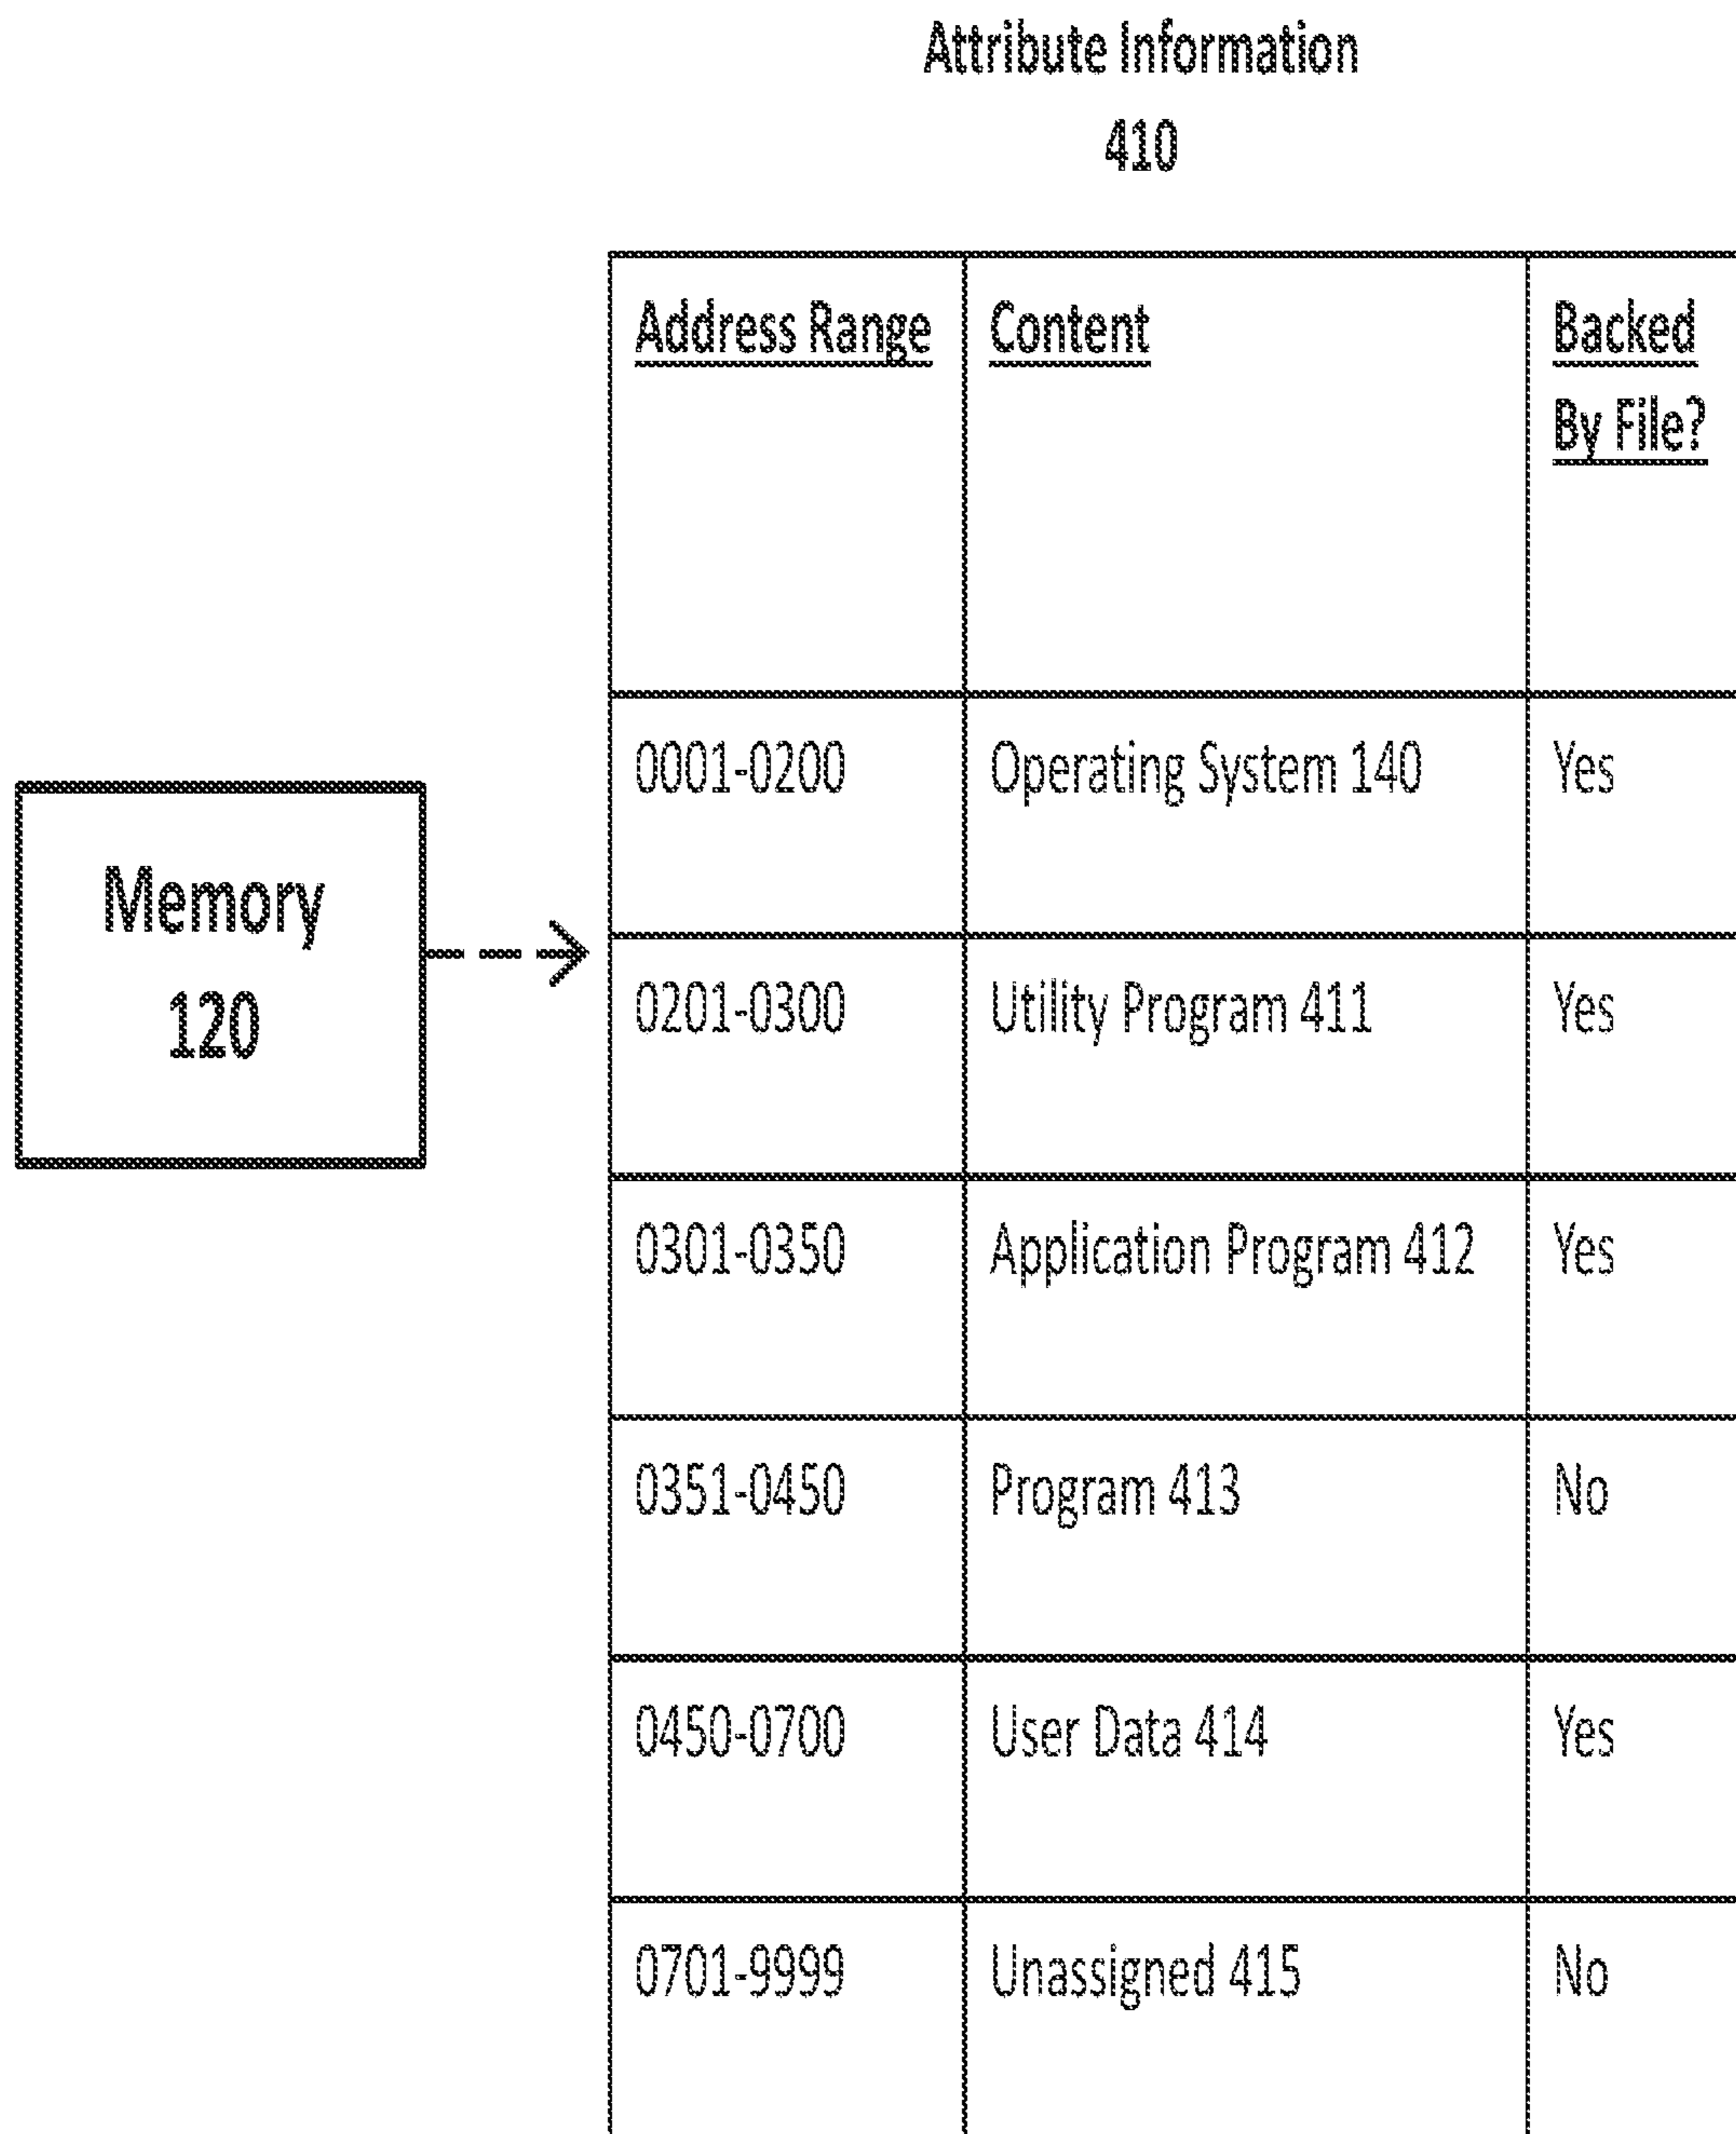 Attribute Information
410
Address Range Content Backed
By File?
0001-0200 Operating System 140 Yes
Memory
120
0201-0300 Utility Program 411 Yes
0301-0350 Application Program 412 Yes
0351-0450 Program 413 No
0450-0700 User Data 414 Yes
0701-9999 Unassigned 415 No